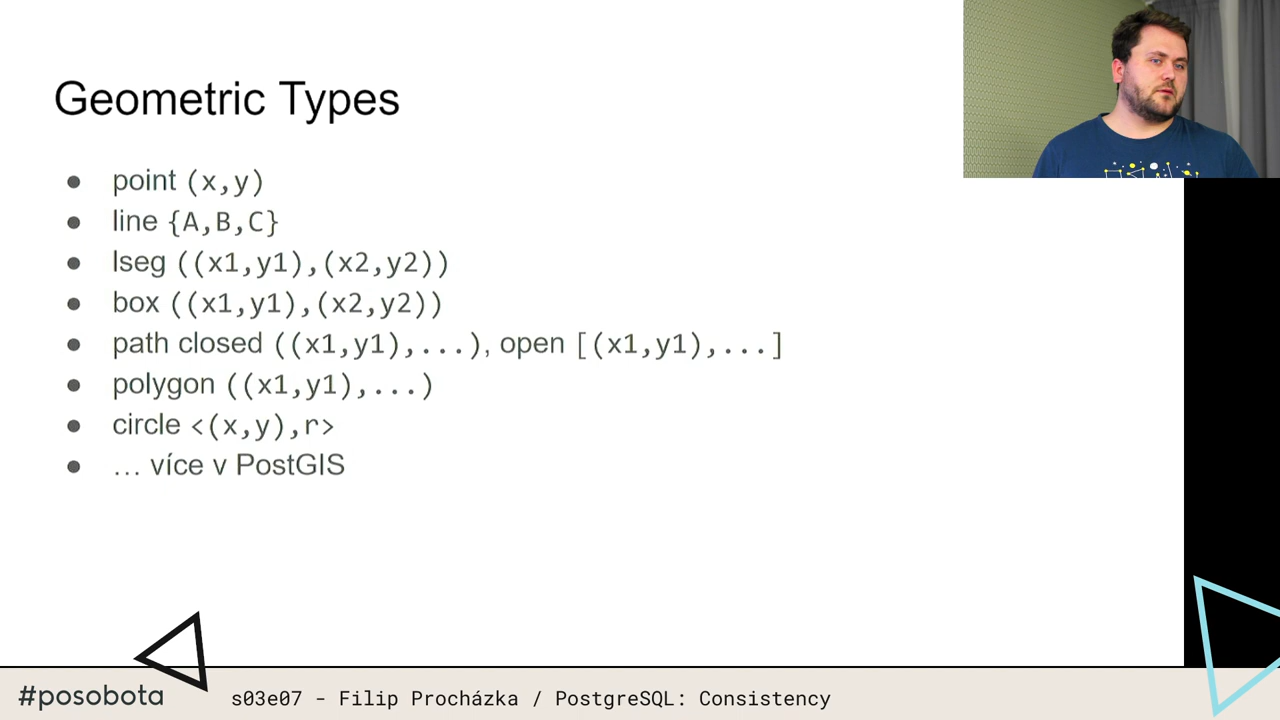 Geometric Types
● point (x,y)
● line {A,B,C}
● lseg ((x1,y1),(x2,y2))
● box ((x1,y1),(x2,y2))
● path closed ((x1,y1),...), open [(x1,y1),...]
● polygon ((x1,y1),...)
● circle <(x,y),r>
● … více v PostGIS
#posobota
s03e07 - Filip Procházka / PostgreSQL: Consistency